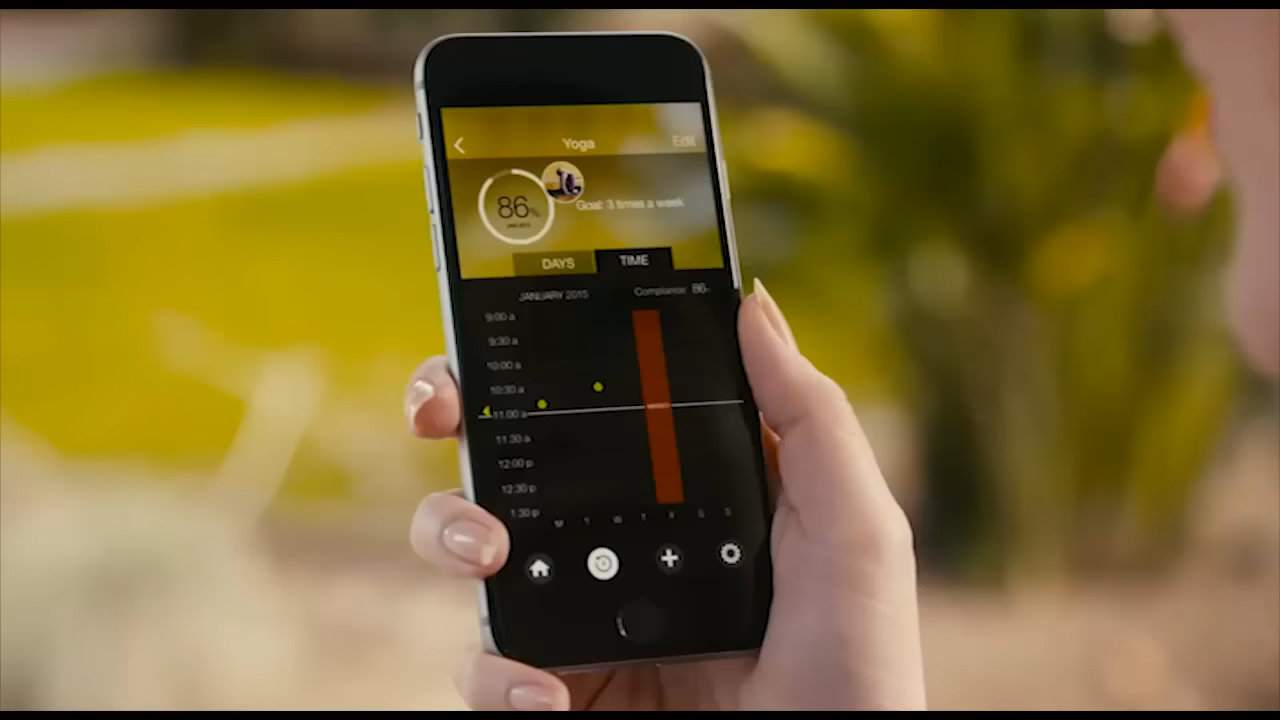 Yoga Edit
86%
Goal: 3 times a week
DAYS TIME
JANUARY 2015 Compliance: 86
9:00 a
9:30 a
10:00 a
10:30 a
11:00 a
11:30 a
12:00 p
12:30 p
1:30 p
M T W T F S S